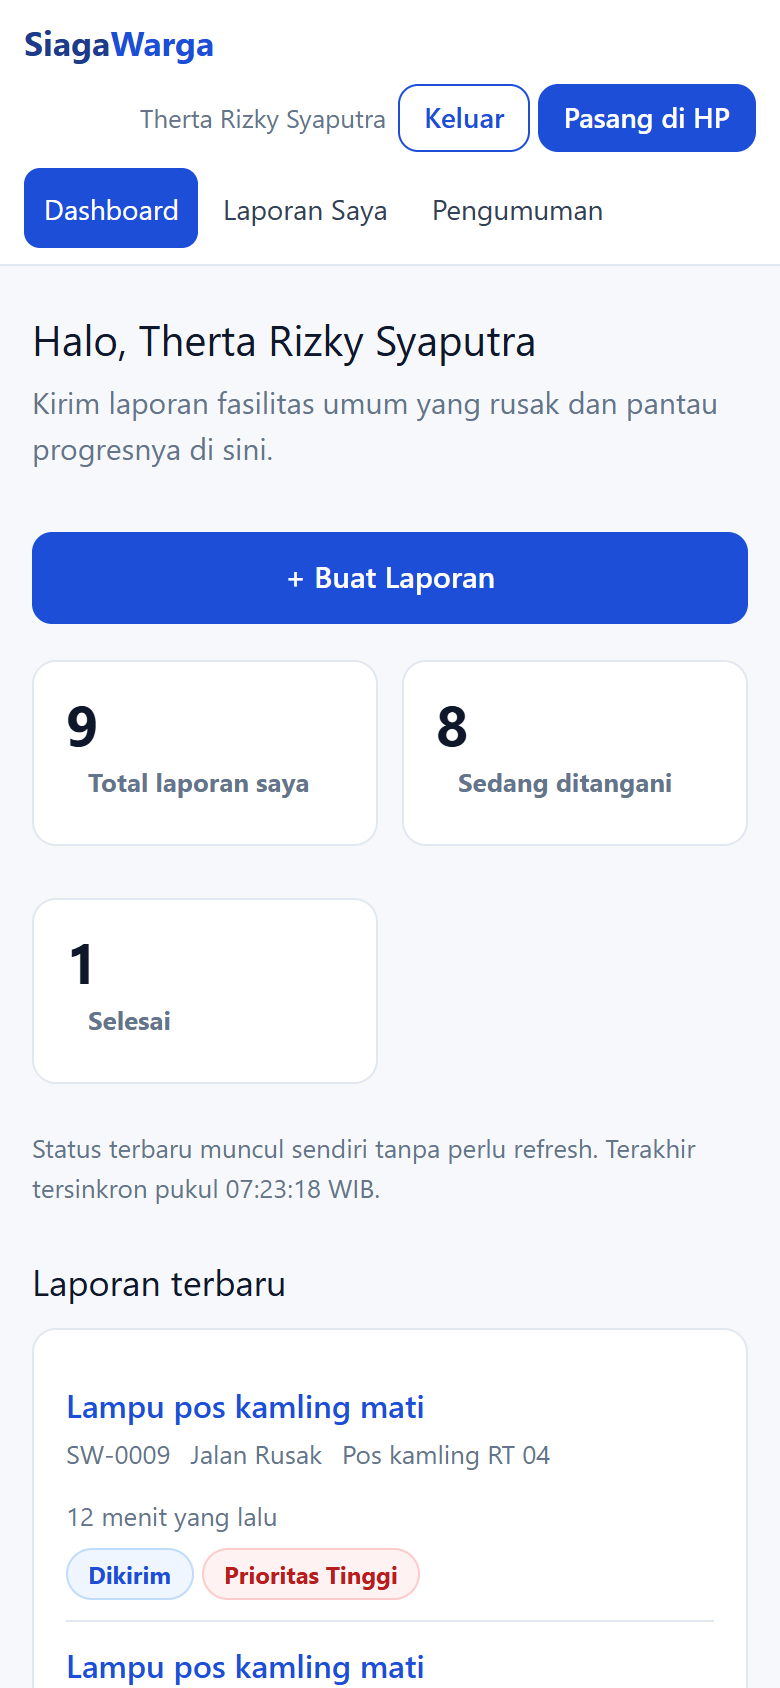 SiagaWarga
Therta Rizky Syaputra
Keluar
Pasang di HP
Dashboard
Laporan Saya
Pengumuman
Halo, Therta Rizky Syaputra
Kirim laporan fasilitas umum yang rusak dan pantau
progresnya di sini.
+ Buat Laporan
9
Total laporan saya
8
Sedang ditangani
1
Selesai
Status terbaru muncul sendiri tanpa perlu refresh. Terakhir
tersinkron pukul 07:23:18 WIB.
Laporan terbaru
Lampu pos kamling mati
SW-0009 Jalan Rusak Pos kamling RT 04
12 menit yang lalu
Dikirim
Prioritas Tinggi
Lampu pos kamling mati